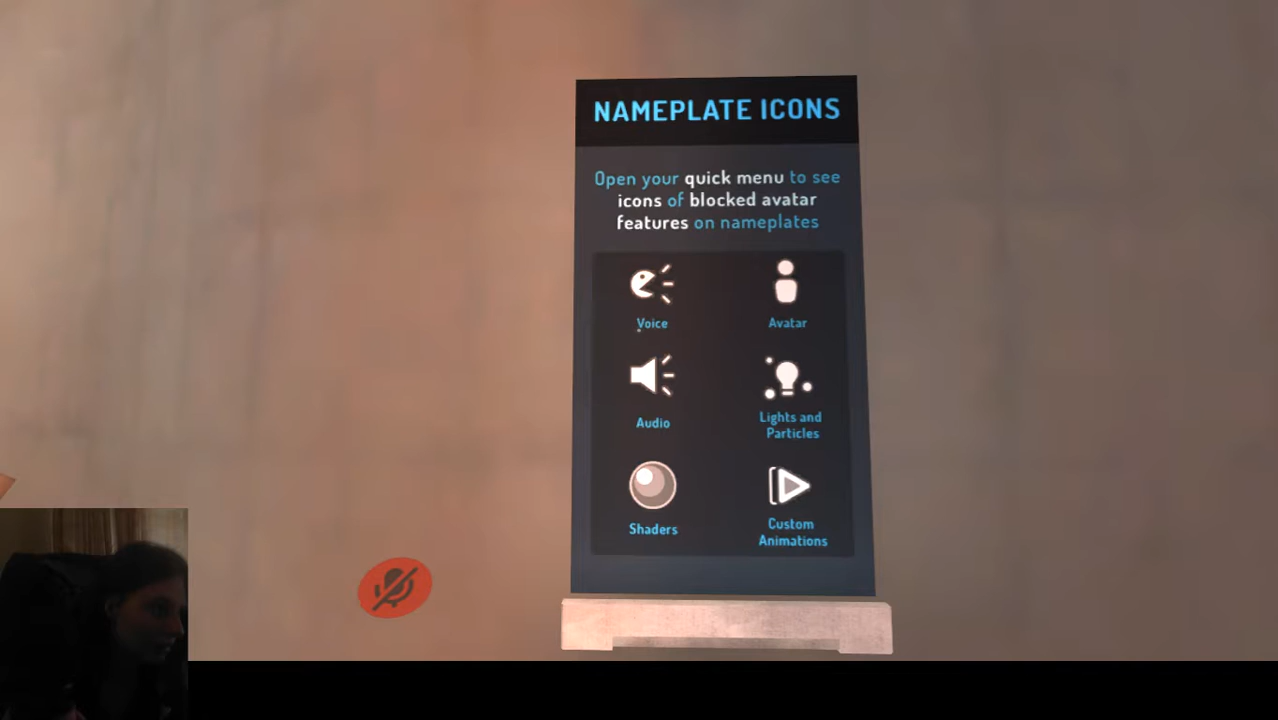 NAMEPLATE ICONS
Open your quick menu to see
icons of blocked avatar
features on nameplates
Voice
Avatar
Audio
Lights and
Particles
Shaders
Custom
Animations